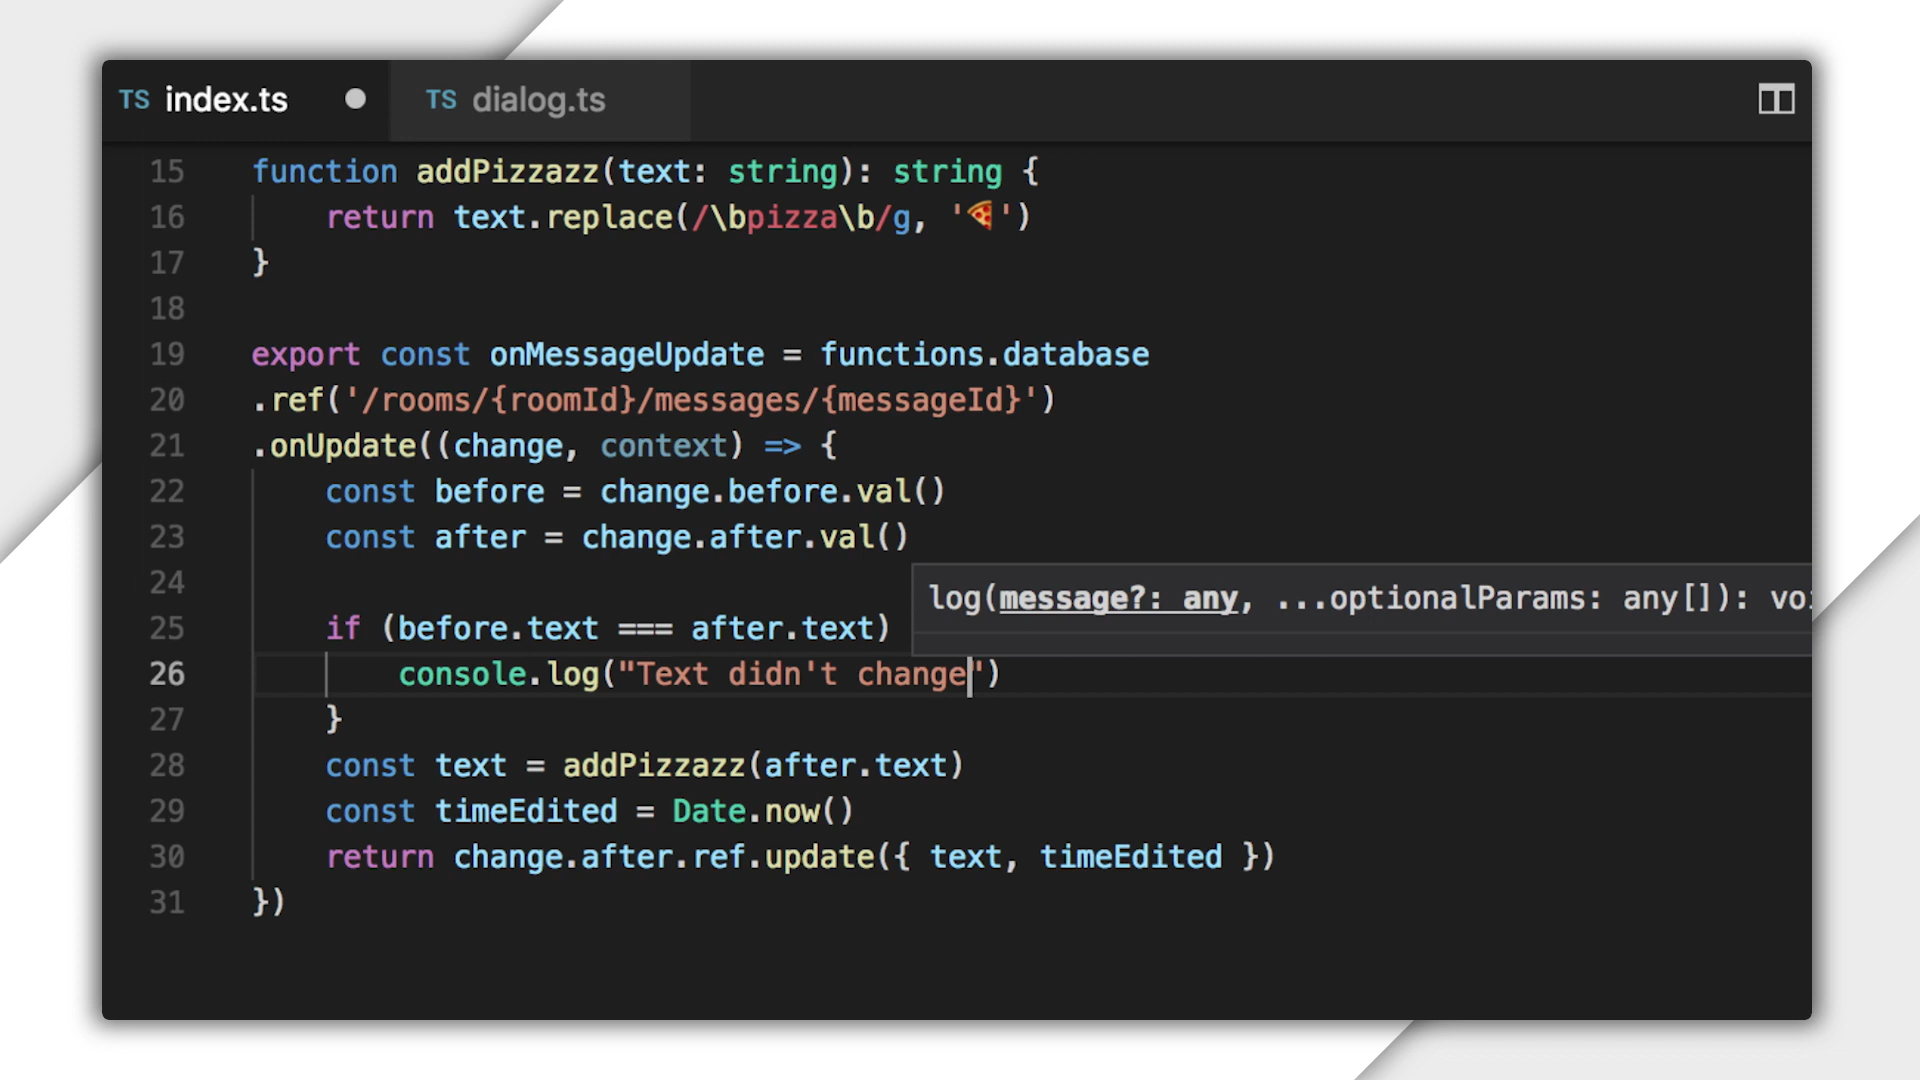 TS index.ts
TS dialog.ts
15 function addPizzazz(text: string): string {
16 return text.replace(/\bpizza\b/g, '🍕')
17 }
18
19 export const onMessageUpdate = functions.database
20 .ref('/rooms/{roomId}/messages/{messageId}')
21 .onUpdate((change, context) => {
22 const before = change.before.val()
23 const after = change.after.val()
24
log(message?: any, ...optionalParams: any[]): voi
25 if (before.text === after.text)
26 console.log("Text didn't change")
27 }
28 const text = addPizzazz(after.text)
29 const timeEdited = Date.now()
30 return change.after.ref.update({ text, timeEdited })
31 })